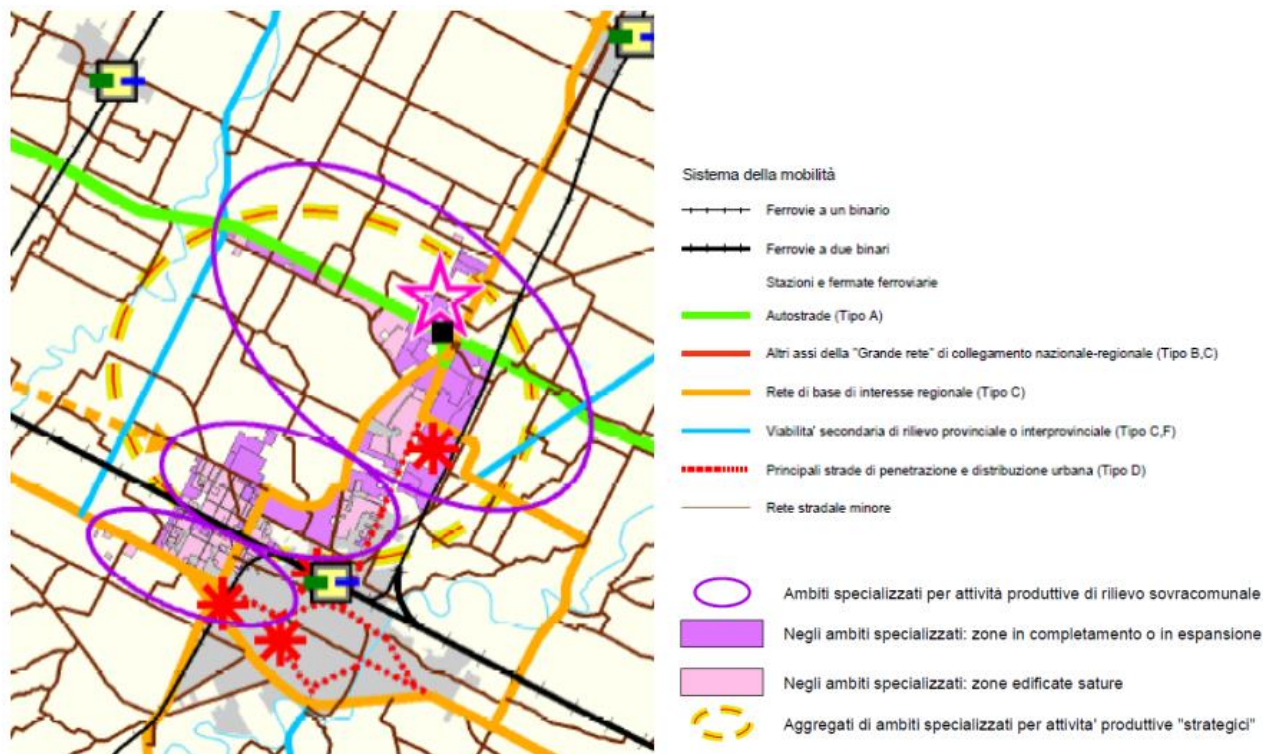 Sistema della mobilità
Ferrovie a un binario
Ferrovie a due binari
Stazioni e fermate ferroviarie
Autostrade (Tipo A)
Altri assi della "Grande rete" di collegamento nazionale-regionale (Tipo B,C)
Rete di base di interesse regionale (Tipo C)
Viabilita' secondaria di rilievo provinciale o interprovinciale (Tipo C,F)
Principali strade di penetrazione e distribuzione urbana (Tipo D)
Rete stradale minore
Ambiti specializzati per attività produttive di rilievo sovracomunale
Negli ambiti specializzati: zone in completamento o in espansione
Negli ambiti specializzati: zone edificate sature
Aggregati di ambiti specializzati per attivita' produttive "strategici"